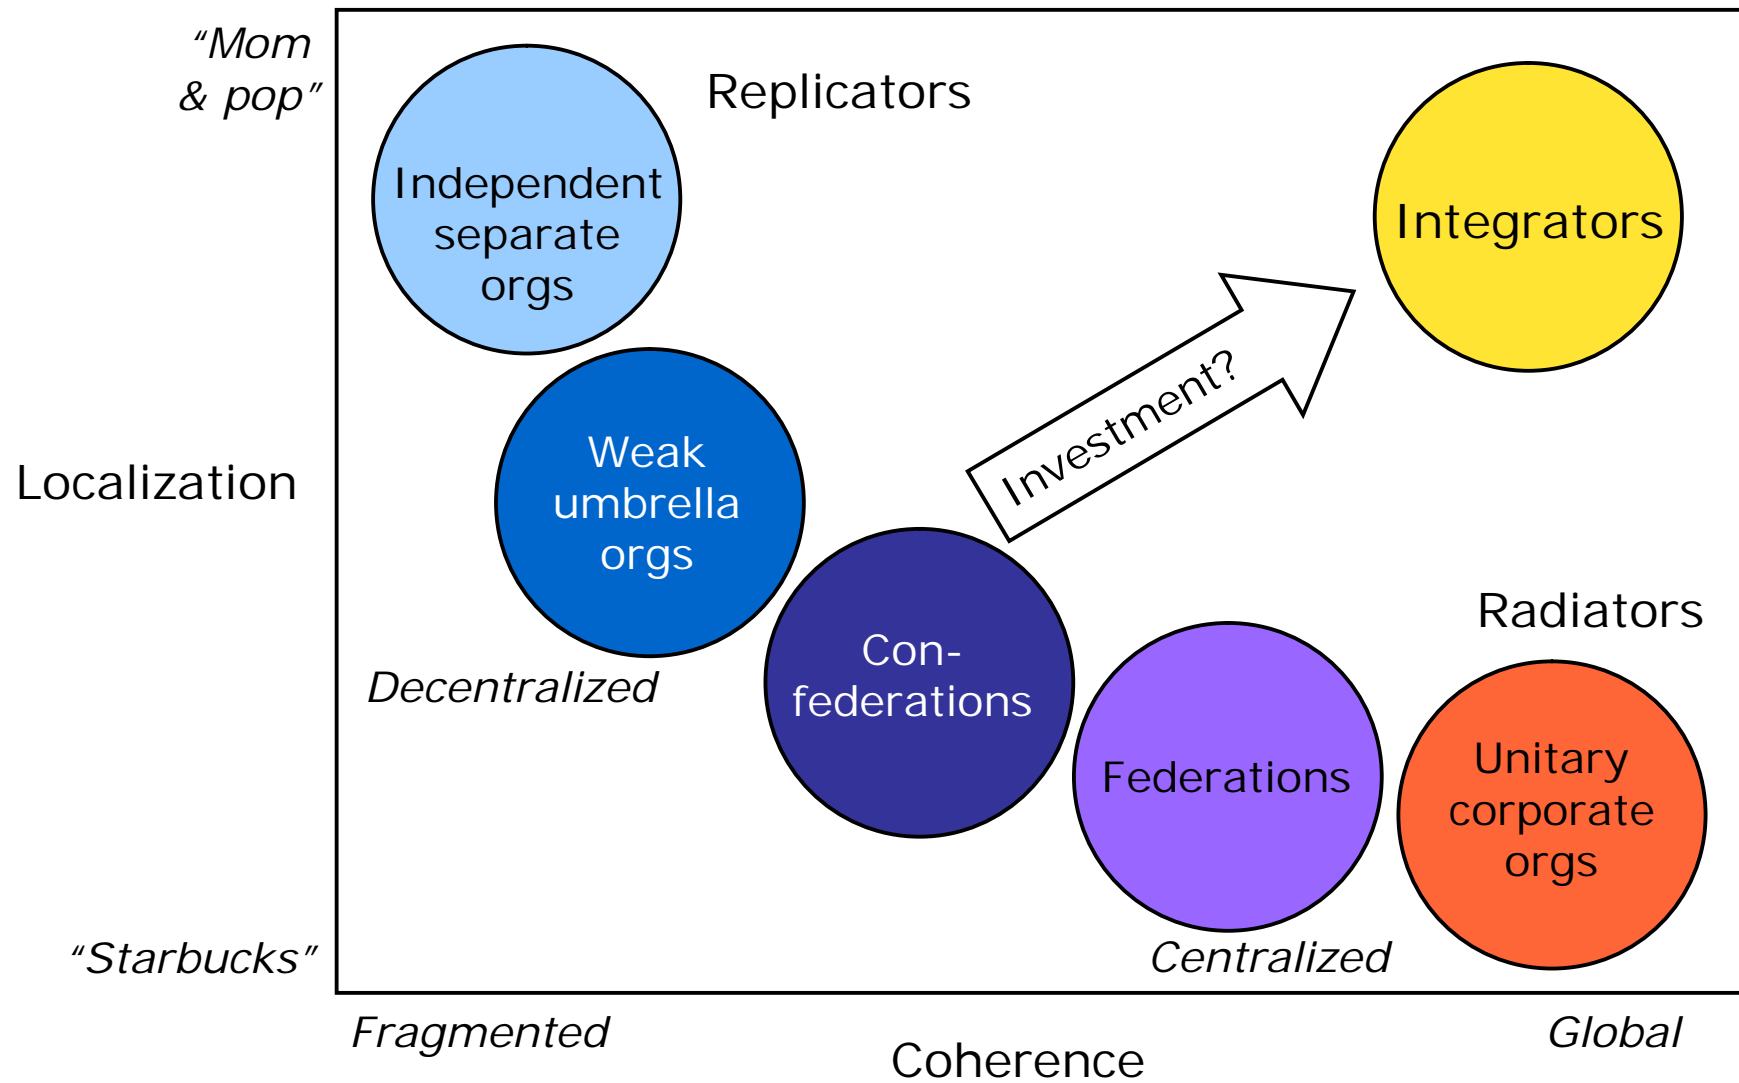 “Mom
& pop”
Replicators
Independent
separate
orgs
Integrators
Investment?
Weak
umbrella
orgs
Localization
Radiators
Con-
federations
Decentralized
Federations
Unitary
corporate
orgs
“Starbucks”
Centralized
Fragmented
Global
Coherence